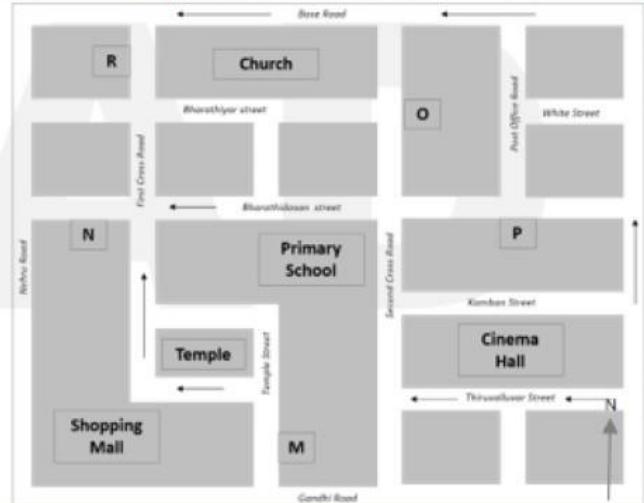 Base Road
R
Church
O
Bharathiyar street
Post Office Road
White Street
First Cross Road
Bharathidasan street
N
Nehru Road
Primary
School
Second Cross Road
P
Kamban Street
Temple
Temple Street
Cinema
Hall
Thiruvalluvar Street
N
Shopping
Mall
M
Gandhi Road